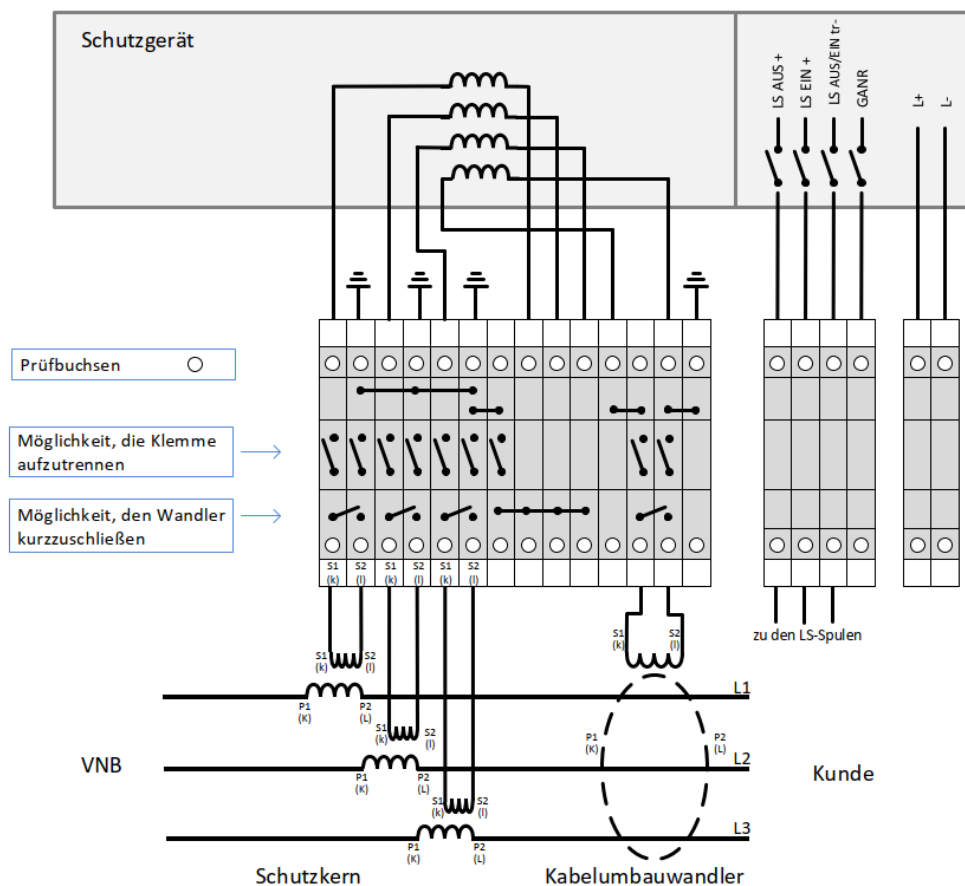 Schutzgerät
LS AUS +
LS EIN +
LS AUS/EIN tr-
GANR
L+
L-
Prüfbuchsen
Möglichkeit, die Klemme
aufzutrennen
Möglichkeit, den Wandler
kurzzuschließen
S1 S2 S1 S2 S1 S2
(k) (l) (k) (l) (k) (l)
zu den LS-Spulen
S1 S2
(k) (l)
S1 S2
(k) (l)
L1
P1 P2
(K) (L)
S1 S2
(k) (l)
P1 P2
(K) (L)
VNB
L2
Kunde
P1 P2
(K) (L)
S1 S2
(k) (l)
L3
P1 P2
(K) (L)
Schutzkern
Kabelumbauwandler